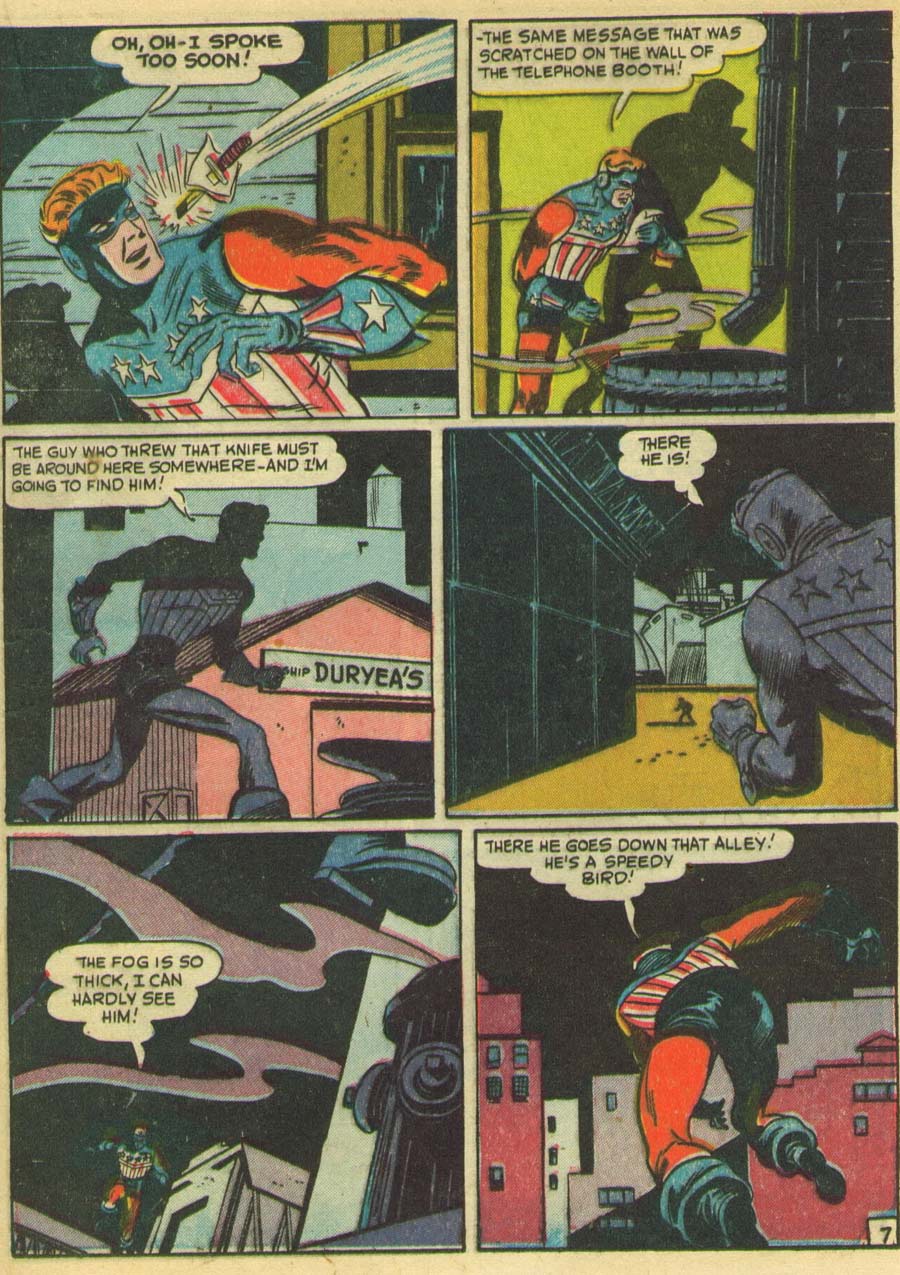 OH, OH-I SPOKE
TOO SOON!
-THE SAME MESSAGE THAT WAS
SCRATCHED ON THE WALL OF
THE TELEPHONE BOOTH!
THE GUY WHO THREW THAT KNIFE MUST
BE AROUND HERE SOMEWHERE-AND I'M
GOING TO FIND HIM!
SHIP DURYEA'S
THERE
HE IS!
THE FOG IS SO
THICK, I CAN
HARDLY SEE
HIM!
THERE HE GOES DOWN THAT ALLEY!
HE'S A SPEEDY
BIRD!
7